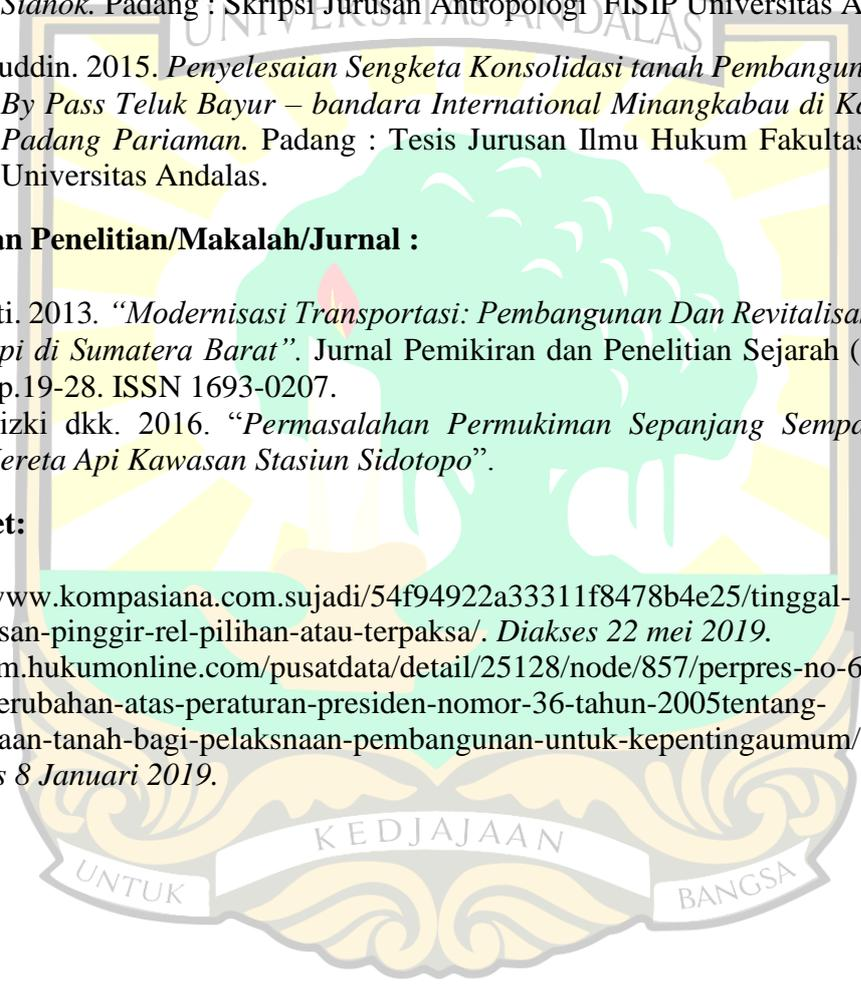 Sianok. Padang : Skripsi Jurusan Antropologi FISIP Universitas A
UNIVERSITAS ANDALAS
uddin. 2015. Penyelesaian Sengketa Konsolidasi tanah Pembangun
By Pass Teluk Bayur – bandara International Minangkabau di Ka
Padang Pariaman. Padang : Tesis Jurusan Ilmu Hukum Fakultas
Universitas Andalas.
an Penelitian/Makalah/Jurnal :
ti. 2013. “Modernisasi Transportasi: Pembangunan Dan Revitalisa
pi di Sumatera Barat”. Jurnal Pemikiran dan Penelitian Sejarah (
p.19-28. ISSN 1693-0207.
izki dkk. 2016. “Permasalahan Permukiman Sepanjang Sempa
Kereta Api Kawasan Stasiun Sidotopo”.
et:
www.kompasiana.com.sujadi/54f94922a33311f8478b4e25/tinggal-
san-pinggir-rel-pilihan-atau-terpaksa/. Diakses 22 mei 2019.
m.hukumonline.com/pusatdata/detail/25128/node/857/perpres-no-6
erubahan-atas-peraturan-presiden-nomor-36-tahun-2005tentang-
aan-tanah-bagi-pelaksnaan-pembangunan-untuk-kepentingaumum/
s 8 Januari 2019.
KEDJAJAAN
UNTUK
BANGSA